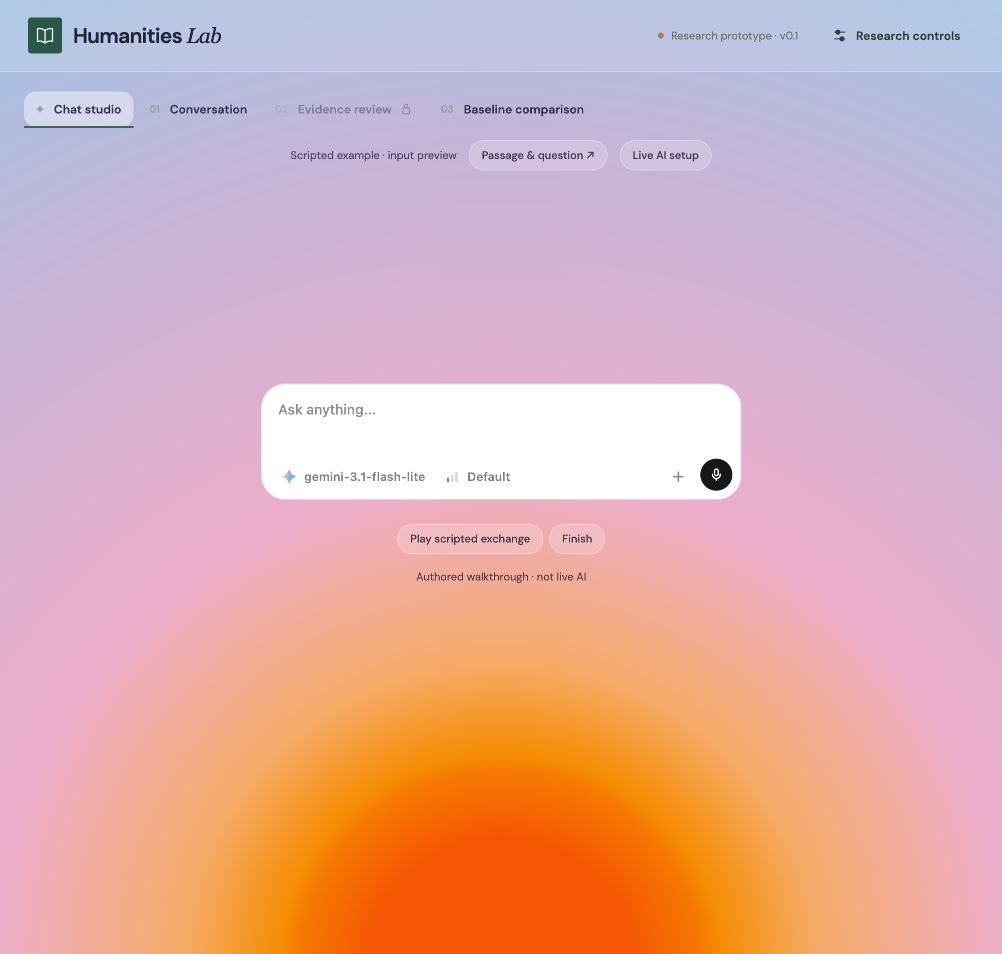 Humanities Lab
Research prototype · v0.1
Research controls
Chat studio
01 Conversation
02 Evidence review
03 Baseline comparison
Scripted example · input preview
Passage & question ↗
Live AI setup
Ask anything...
gemini-3.1-flash-lite
Default
Play scripted exchange
Finish
Authored walkthrough · not live AI